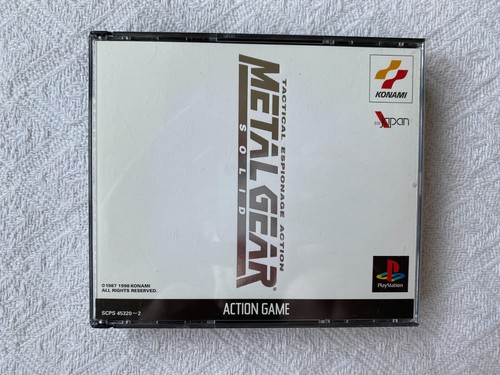 KONAMI
Japan
TACTICAL ESPIONAGE ACTION
METAL GEAR
SOLID
©1987 1998 KONAMI
ALL RIGHTS RESERVED.
PlayStation
ACTION GAME
SCPS 45320~2